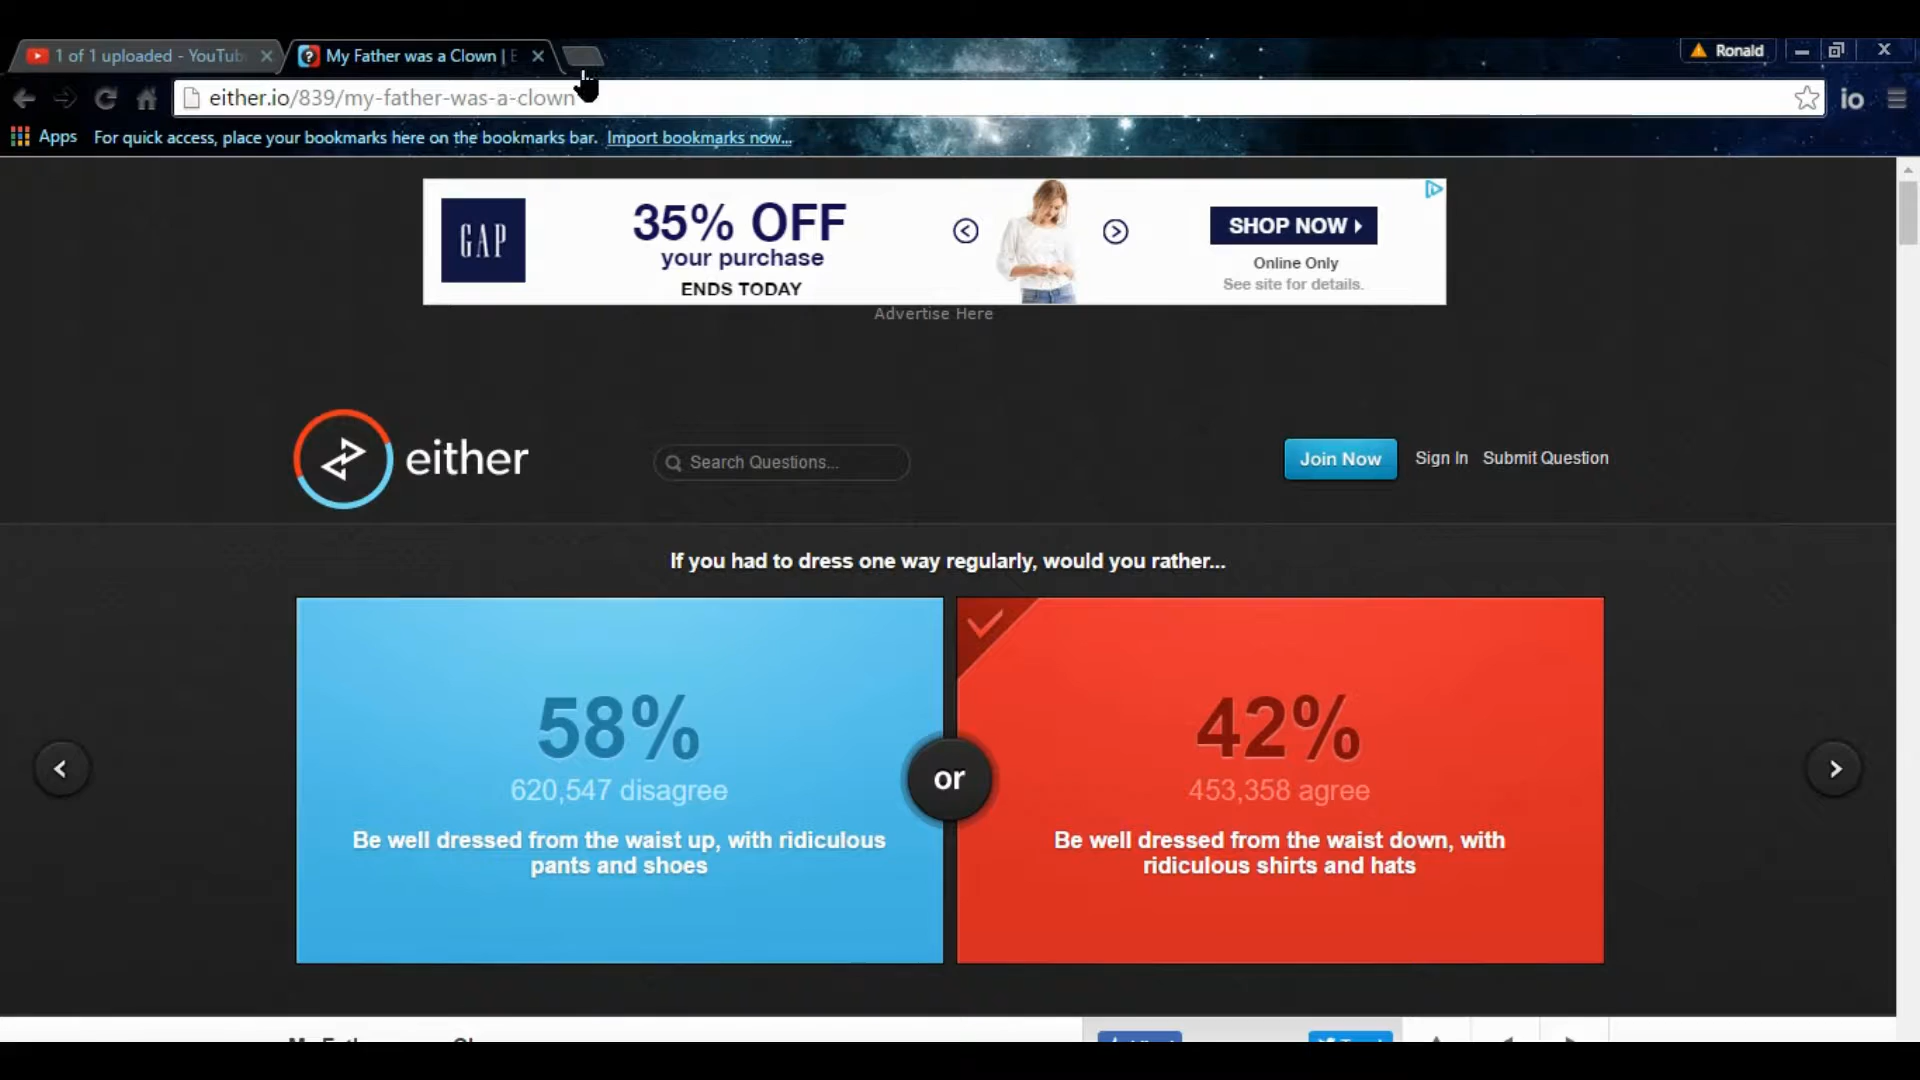 1 of 1 uploaded - YouTub
My Father was a Clown | E
Ronald
either.io/839/my-father-was-a-clown
io
Apps
For quick access, place your bookmarks here on the bookmarks bar. Import bookmarks now...
GAP
35% OFF
your purchase
ENDS TODAY
SHOP NOW
Online Only
See site for details.
Advertise Here
either
Search Questions...
Join Now
Sign In
Submit Question
If you had to dress one way regularly, would you rather...
58%
620,547 disagree
Be well dressed from the waist up, with ridiculous
pants and shoes
or
42%
453,358 agree
Be well dressed from the waist down, with
ridiculous shirts and hats